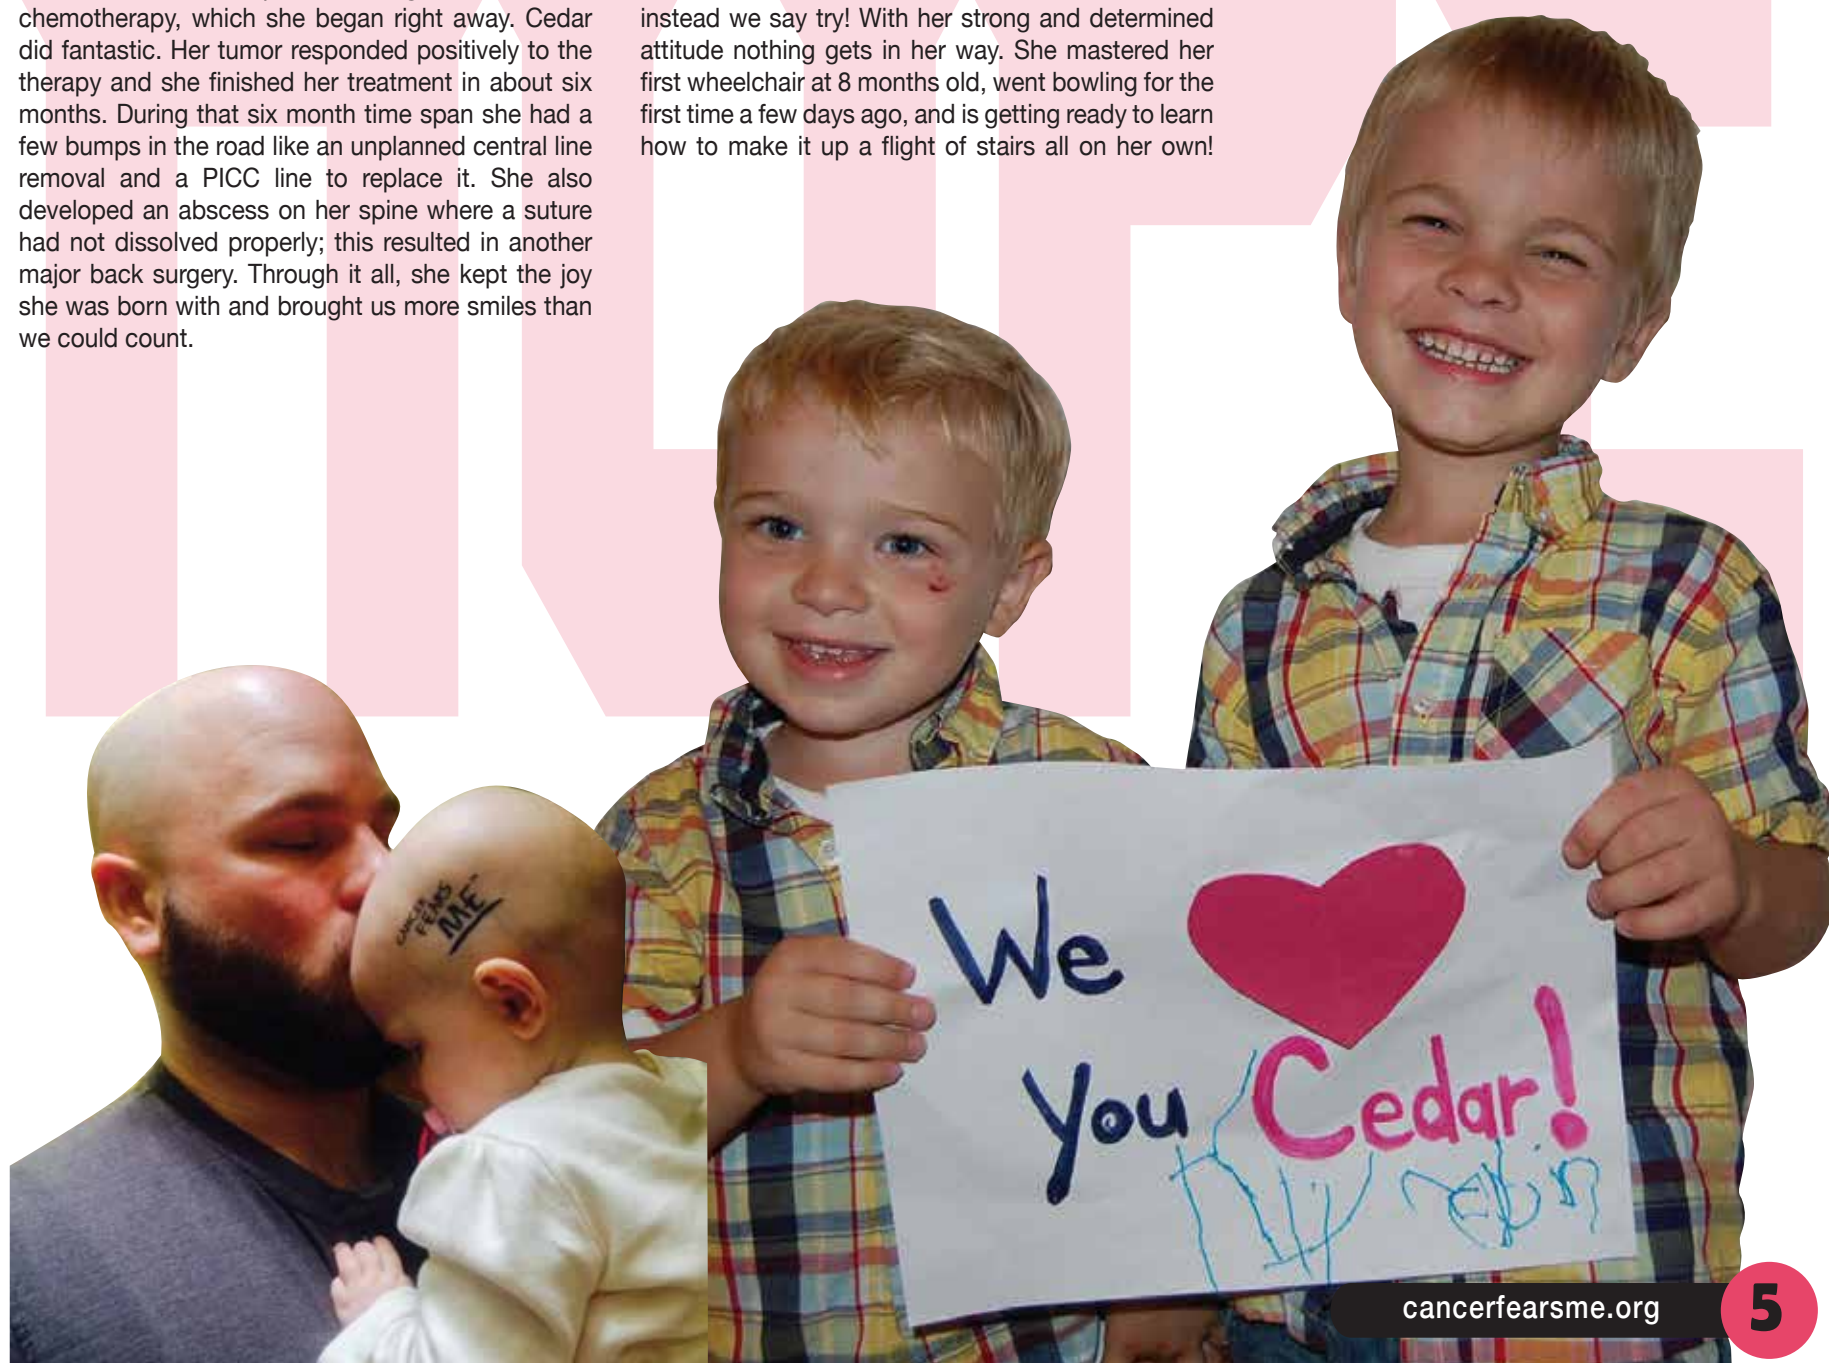 chemotherapy, which she began right away. Cedar
did fantastic. Her tumor responded positively to the
therapy and she finished her treatment in about six
months. During that six month time span she had a
few bumps in the road like an unplanned central line
removal and a PICC line to replace it. She also
developed an abscess on her spine where a suture
had not dissolved properly; this resulted in another
major back surgery. Through it all, she kept the joy
she was born with and brought us more smiles than
we could count.
instead we say try! With her strong and determined
attitude nothing gets in her way. She mastered her
first wheelchair at 8 months old, went bowling for the
first time a few days ago, and is getting ready to learn
how to make it up a flight of stairs all on her own!
CANCER
FEARS
ME
We
You Cedar!
cancerfearsme.org
5